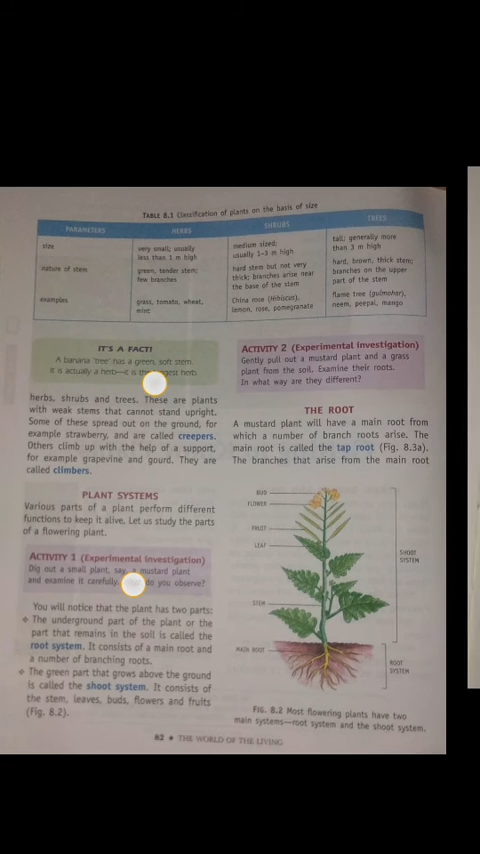 TABLE 8.1 Classification of plants on the basis of size
PARAMETERS HERBS SHRUBS TREES
size very small; usually less than 1 m high medium sized; usually 1–3 m high tall; generally more than 3 m high
nature of stem green, tender stem; few branches hard stem but not very thick; branches arise near the base of the stem hard, brown, thick stem; branches on the upper part of the stem
examples grass, tomato, wheat, mint China rose (Hibiscus), lemon, rose, pomegranate flame tree (gulmohar), neem, peepal, mango
IT'S A FACT!
A banana 'tree' has a green, soft stem.
It is actually a herb—it is the herb.
herbs, shrubs and trees. These are plants
with weak stems that cannot stand upright.
Some of these spread out on the ground, for
example strawberry, and are called creepers.
Others climb up with the help of a support,
for example grapevine and gourd. They are
called climbers.
PLANT SYSTEMS
Various parts of a plant perform different
functions to keep it alive. Let us study the parts
of a flowering plant.
ACTIVITY 1 (Experimental investigation)
Dig out a small plant, say, a mustard plant
and examine it carefully. do you observe?
You will notice that the plant has two parts:
❖ The underground part of the plant or the
part that remains in the soil is called the
root system. It consists of a main root and
a number of branching roots.
❖ The green part that grows above the ground
is called the shoot system. It consists of
the stem, leaves, buds, flowers and fruits
(Fig. 8.2).
ACTIVITY 2 (Experimental investigation)
Gently pull out a mustard plant and a grass
plant from the soil. Examine their roots.
In what way are they different?
THE ROOT
A mustard plant will have a main root from
which a number of branch roots arise. The
main root is called the tap root (Fig. 8.3a).
The branches that arise from the main root
BUD
FLOWER
FRUIT
LEAF
STEM
MAIN ROOT
SHOOT
SYSTEM
ROOT
SYSTEM
FIG. 8.2 Most flowering plants have two
main systems—root system and the shoot system.
82 ❖ THE WORLD OF THE LIVING